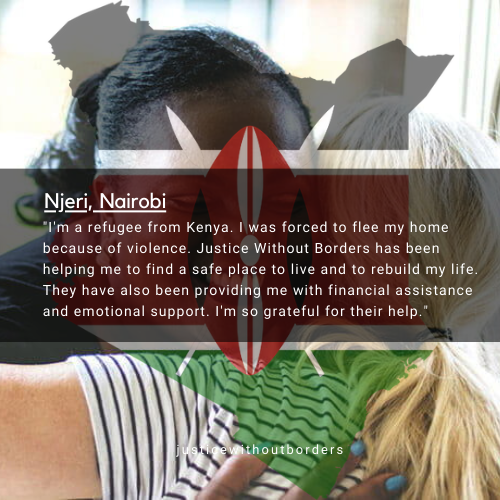 Njeri, Nairobi
"I'm a refugee from Kenya. I was forced to flee my home
because of violence. Justice Without Borders has been
helping me to find a safe place to live and to rebuild my life.
They have also been providing me with financial assistance
and emotional support. I'm so grateful for their help."
justicewithoutborders